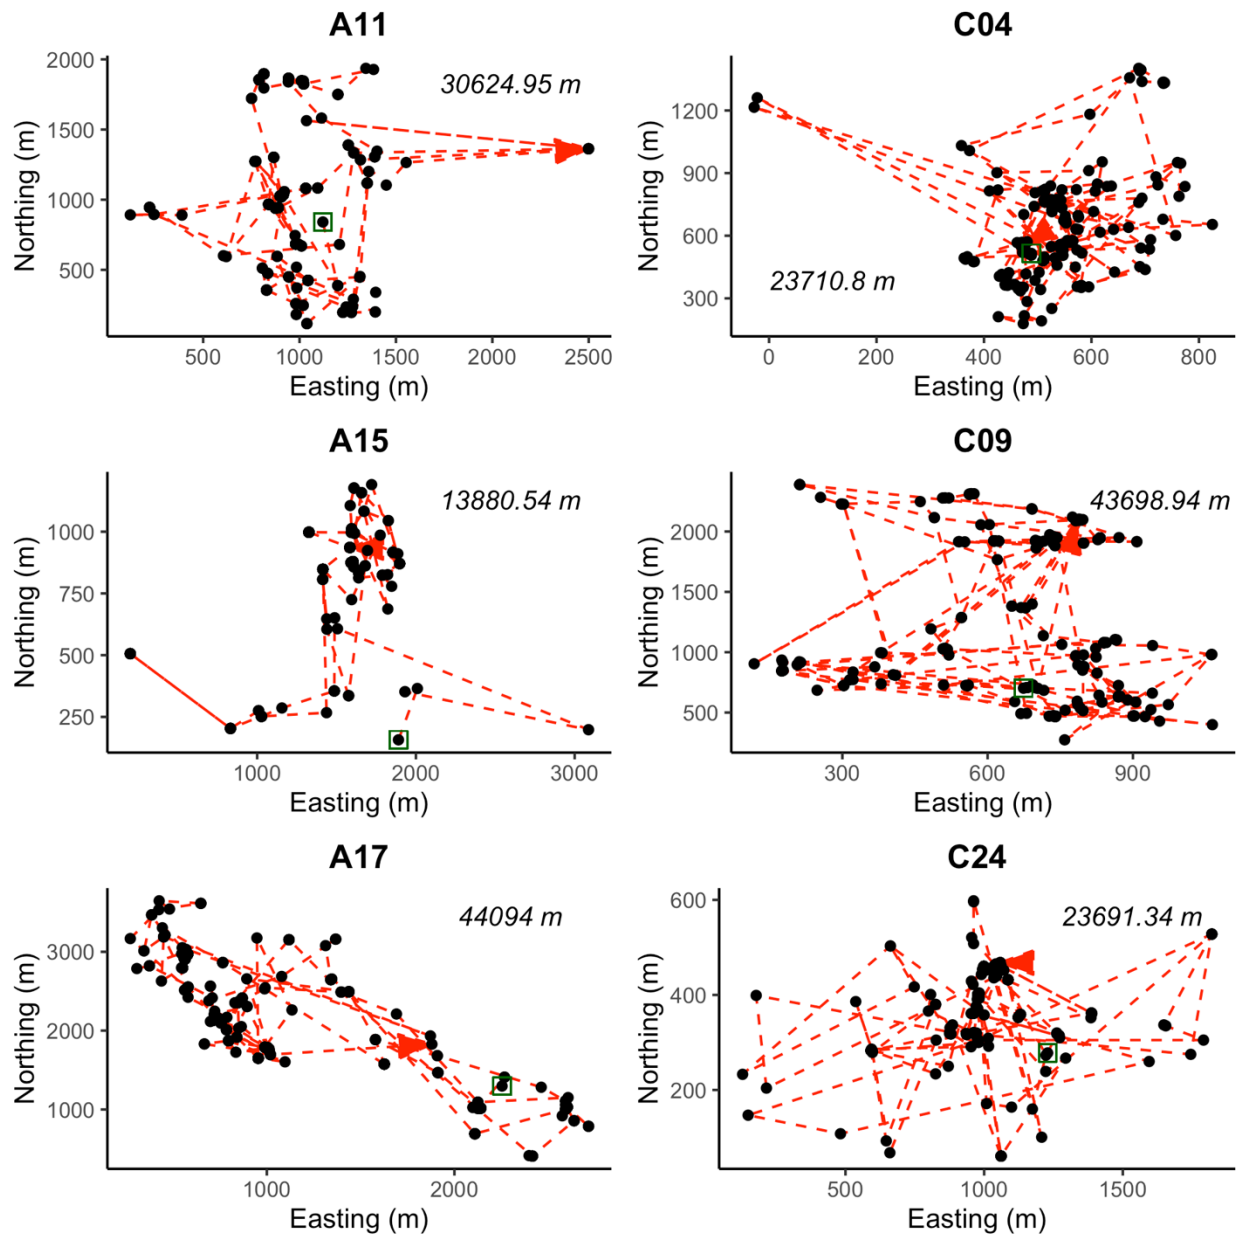 A11
30624.95 m
2000
1500
1000
500
Northing (m)
500
1000
1500
2000
2500
Easting (m)
C04
23710.8 m
1200
900
600
300
Northing (m)
0
200
400
600
800
Easting (m)
A15
13880.54 m
1000
750
500
250
Northing (m)
1000
2000
3000
Easting (m)
C09
43698.94 m
2000
1500
1000
500
Northing (m)
300
600
900
Easting (m)
A17
44094 m
3000
2000
1000
Northing (m)
1000
2000
Easting (m)
C24
23691.34 m
600
400
200
Northing (m)
500
1000
1500
Easting (m)